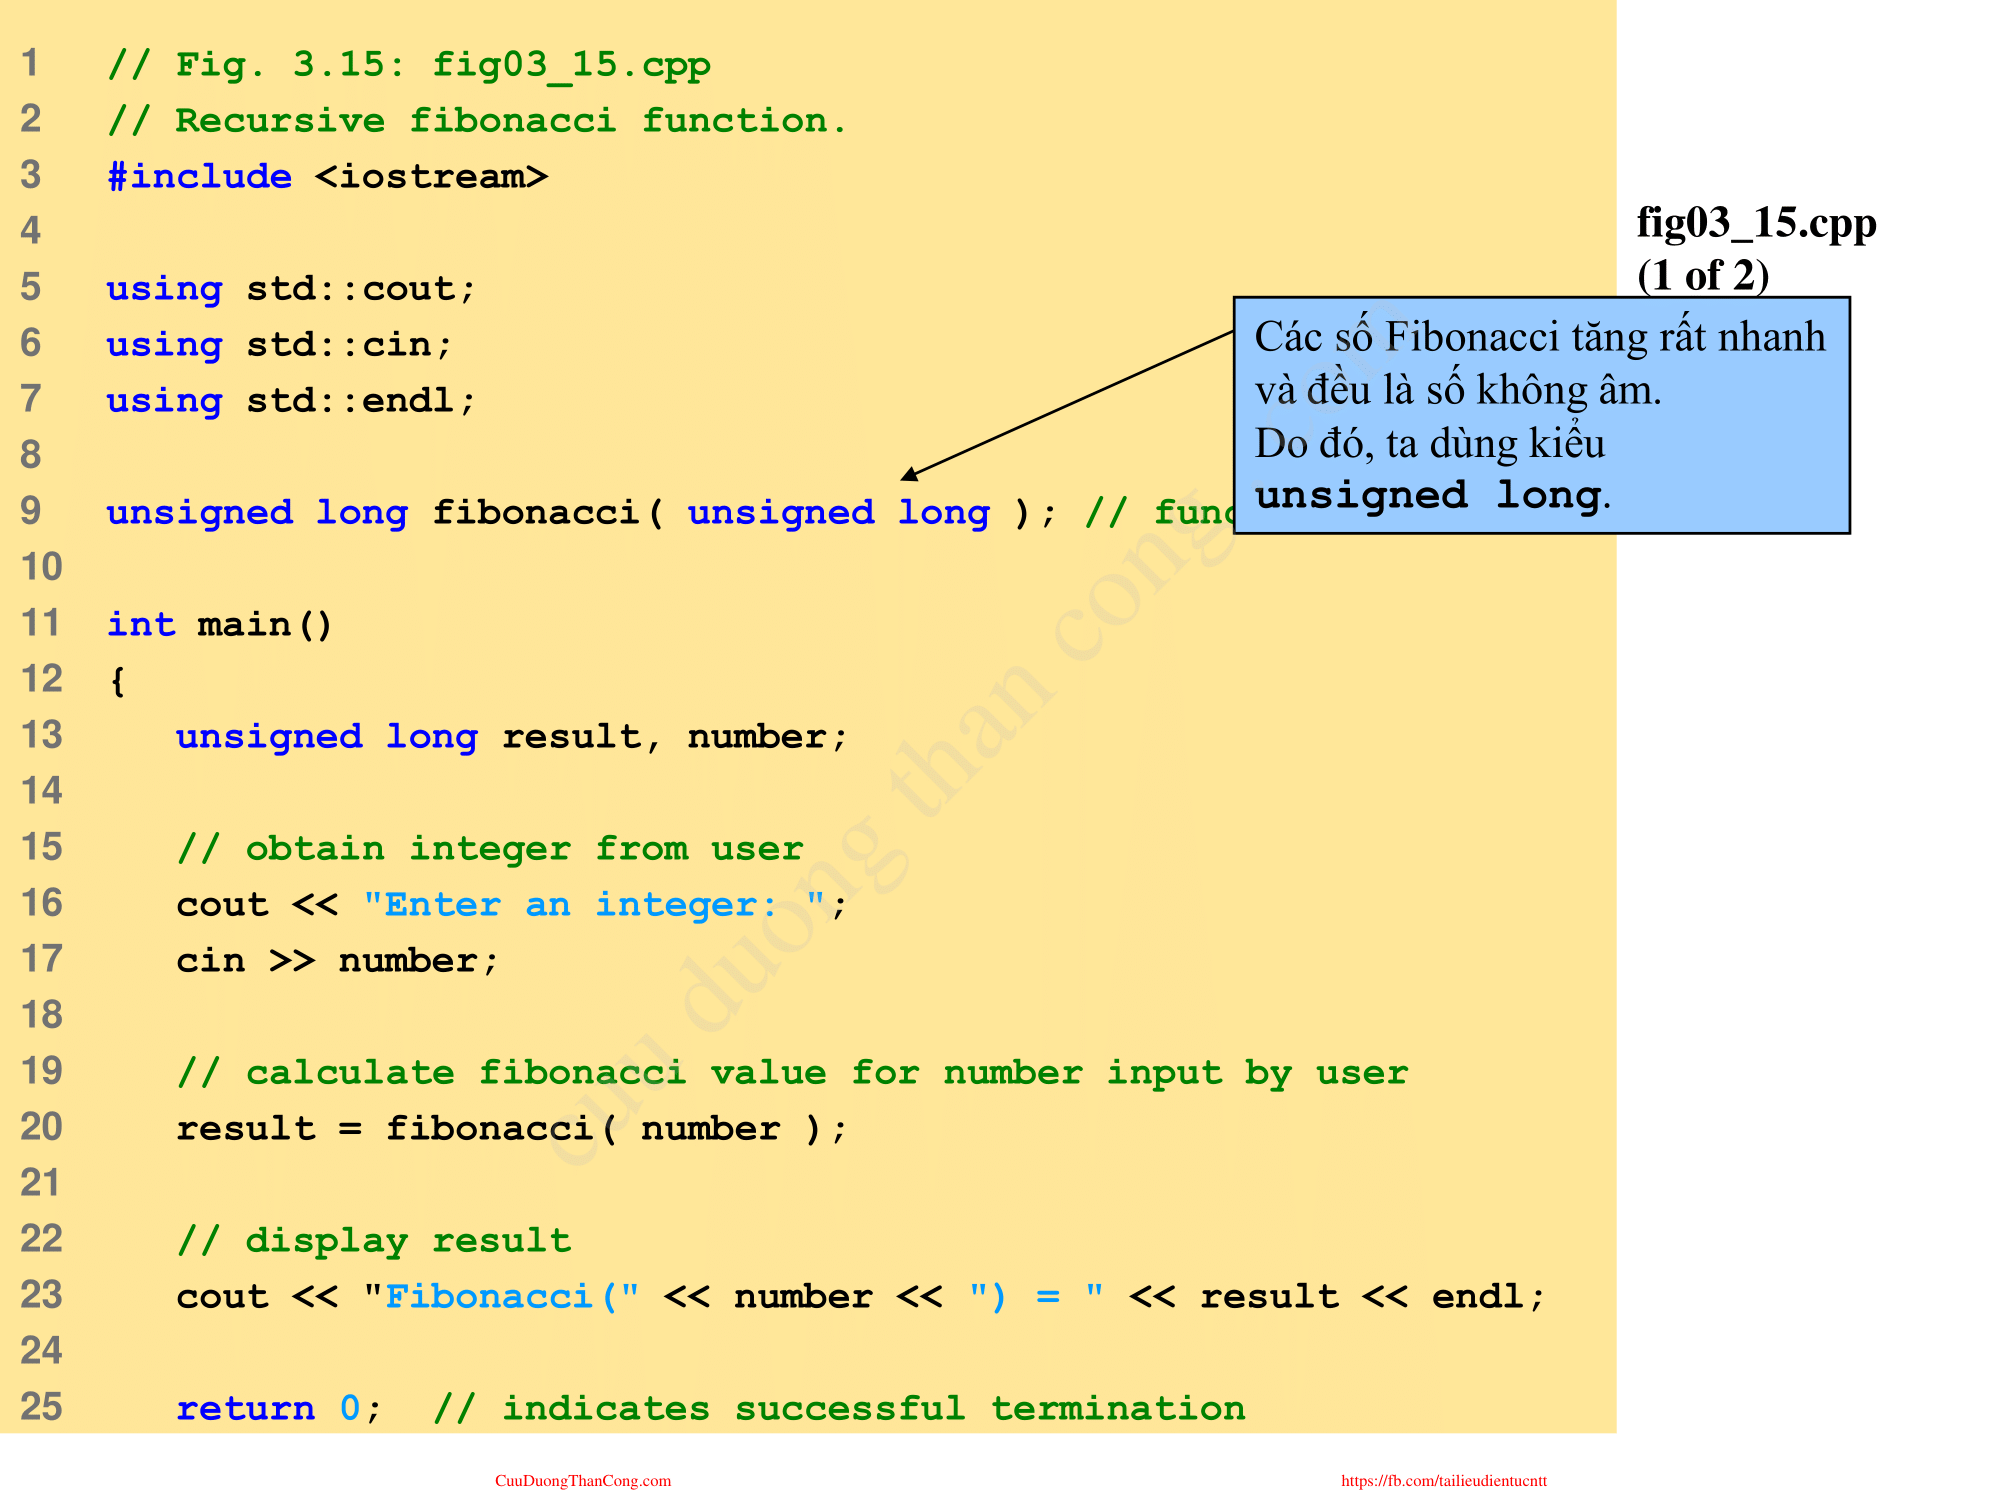 1 // Fig. 3.15: fig03_15.cpp
2 // Recursive fibonacci function.
3 #include <iostream>
4
5 using std::cout;
6 using std::cin;
7 using std::endl;
8
9 unsigned long fibonacci( unsigned long ); //
10
11 int main()
12 {
13 unsigned long result, number;
14
15 // obtain integer from user
16 cout << "Enter an integer: ";
17 cin >> number;
18
19 // calculate fibonacci value for number input by user
20 result = fibonacci( number );
21
22 // display result
23 cout << "Fibonacci(" << number << ") = " << result << endl;
24
25 return 0; // indicates successful termination
fig03_15.cpp
(1 of 2)
Các số Fibonacci tăng rất nhanh
và đều là số không âm.
Do đó, ta dùng kiểu
unsigned long.
cuu duong than cong
CuuDuongThanCong.com
https://fb.com/tailieudientucntt